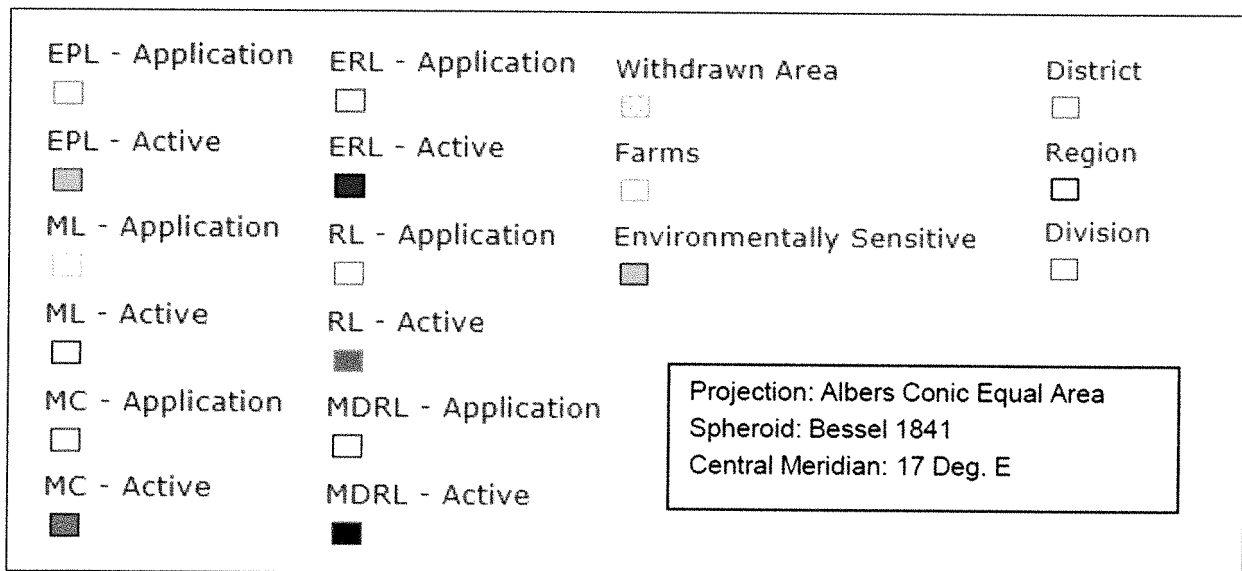 EPL - Application
EPL - Active
ML - Application
ML - Active
MC - Application
MC - Active
ERL - Application
ERL - Active
RL - Application
RL - Active
MDRL - Application
MDRL - Active
Withdrawn Area
Farms
Environmentally Sensitive
District
Region
Division
Projection: Albers Conic Equal Area
Spheroid: Bessel 1841
Central Meridian: 17 Deg. E